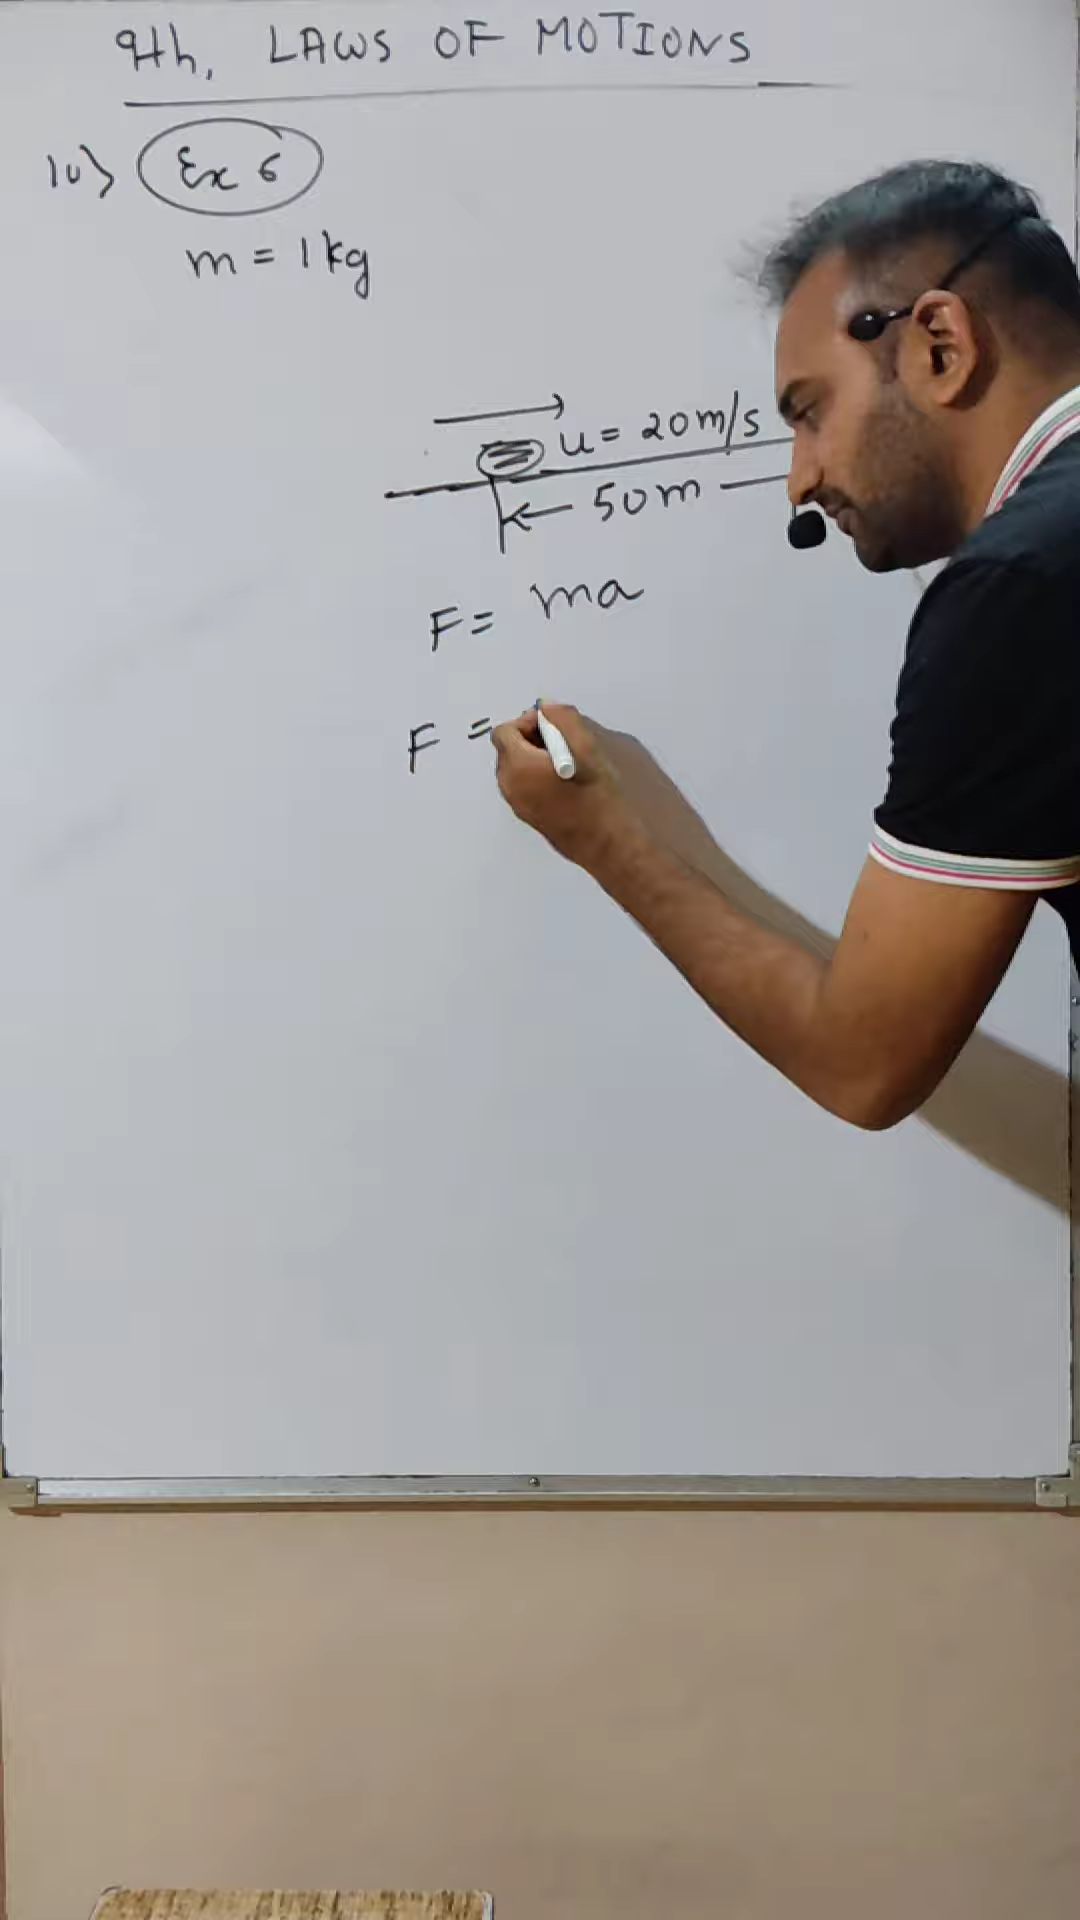 9th, LAWS OF MOTIONS
10) Ex 6
m = 1kg
u = 20m/s
50m
F = ma
F =